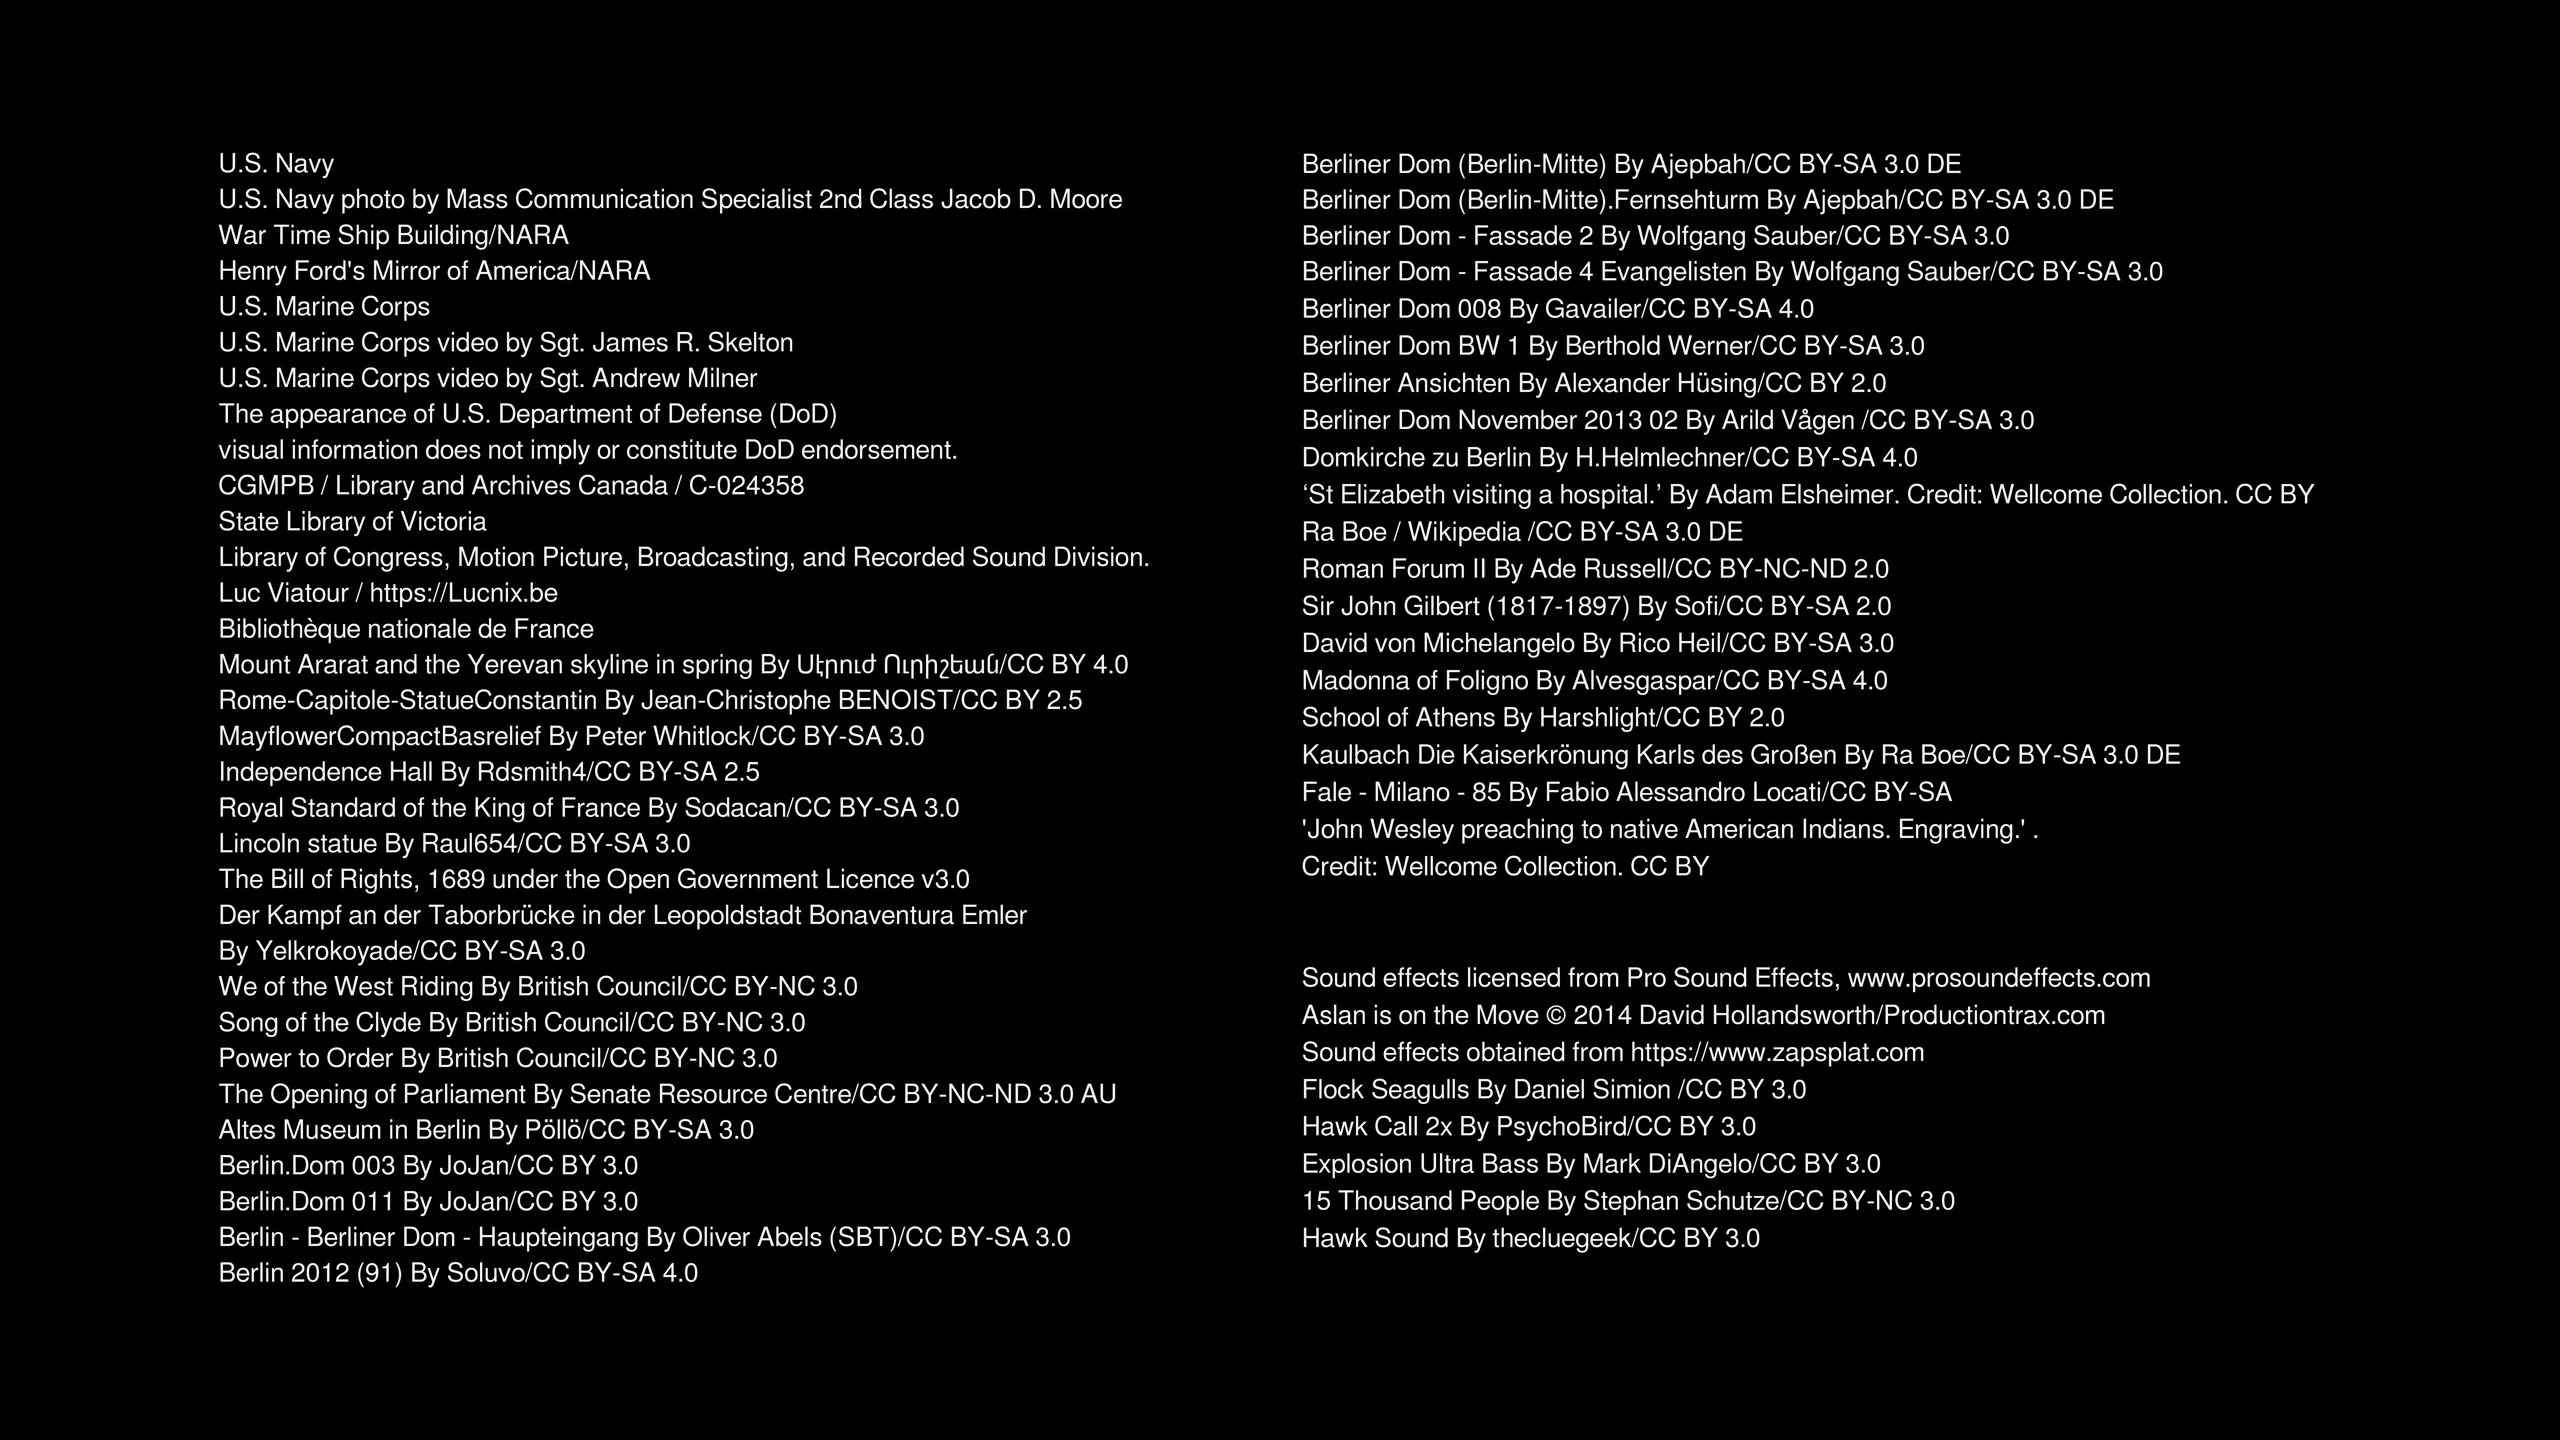 U.S. Navy
U.S. Navy photo by Mass Communication Specialist 2nd Class Jacob D. Moore
War Time Ship Building/NARA
Henry Ford's Mirror of America/NARA
U.S. Marine Corps
U.S. Marine Corps video by Sgt. James R. Skelton
U.S. Marine Corps video by Sgt. Andrew Milner
The appearance of U.S. Department of Defense (DoD)
visual information does not imply or constitute DoD endorsement.
CGMPB / Library and Archives Canada / C-024358
State Library of Victoria
Library of Congress, Motion Picture, Broadcasting, and Recorded Sound Division.
Luc Viatour / https://Lucnix.be
Bibliothèque nationale de France
Mount Ararat and the Yerevan skyline in spring By Սէրուժ Ուրիշեան/CC BY 4.0
Rome-Capitole-StatueConstantin By Jean-Christophe BENOIST/CC BY 2.5
MayflowerCompactBasrelief By Peter Whitlock/CC BY-SA 3.0
Independence Hall By Rdsmith4/CC BY-SA 2.5
Royal Standard of the King of France By Sodacan/CC BY-SA 3.0
Lincoln statue By Raul654/CC BY-SA 3.0
The Bill of Rights, 1689 under the Open Government Licence v3.0
Der Kampf an der Taborbrücke in der Leopoldstadt Bonaventura Emler
By Yelkrokoyade/CC BY-SA 3.0
We of the West Riding By British Council/CC BY-NC 3.0
Song of the Clyde By British Council/CC BY-NC 3.0
Power to Order By British Council/CC BY-NC 3.0
The Opening of Parliament By Senate Resource Centre/CC BY-NC-ND 3.0 AU
Altes Museum in Berlin By Pöllö/CC BY-SA 3.0
Berlin.Dom 003 By JoJan/CC BY 3.0
Berlin.Dom 011 By JoJan/CC BY 3.0
Berlin - Berliner Dom - Haupteingang By Oliver Abels (SBT)/CC BY-SA 3.0
Berlin 2012 (91) By Soluvo/CC BY-SA 4.0
Berliner Dom (Berlin-Mitte) By Ajepbah/CC BY-SA 3.0 DE
Berliner Dom (Berlin-Mitte).Fernsehturm By Ajepbah/CC BY-SA 3.0 DE
Berliner Dom - Fassade 2 By Wolfgang Sauber/CC BY-SA 3.0
Berliner Dom - Fassade 4 Evangelisten By Wolfgang Sauber/CC BY-SA 3.0
Berliner Dom 008 By Gavailer/CC BY-SA 4.0
Berliner Dom BW 1 By Berthold Werner/CC BY-SA 3.0
Berliner Ansichten By Alexander Hüsing/CC BY 2.0
Berliner Dom November 2013 02 By Arild Vågen /CC BY-SA 3.0
Domkirche zu Berlin By H.Helmlechner/CC BY-SA 4.0
‘St Elizabeth visiting a hospital.’ By Adam Elsheimer. Credit: Wellcome Collection. CC BY
Ra Boe / Wikipedia /CC BY-SA 3.0 DE
Roman Forum II By Ade Russell/CC BY-NC-ND 2.0
Sir John Gilbert (1817-1897) By Sofi/CC BY-SA 2.0
David von Michelangelo By Rico Heil/CC BY-SA 3.0
Madonna of Foligno By Alvesgaspar/CC BY-SA 4.0
School of Athens By Harshlight/CC BY 2.0
Kaulbach Die Kaiserkrönung Karls des Großen By Ra Boe/CC BY-SA 3.0 DE
Fale - Milano - 85 By Fabio Alessandro Locati/CC BY-SA
'John Wesley preaching to native American Indians. Engraving.' .
Credit: Wellcome Collection. CC BY
Sound effects licensed from Pro Sound Effects, www.prosoundeffects.com
Aslan is on the Move © 2014 David Hollandsworth/Productiontrax.com
Sound effects obtained from https://www.zapsplat.com
Flock Seagulls By Daniel Simion /CC BY 3.0
Hawk Call 2x By PsychoBird/CC BY 3.0
Explosion Ultra Bass By Mark DiAngelo/CC BY 3.0
15 Thousand People By Stephan Schutze/CC BY-NC 3.0
Hawk Sound By thecluegeek/CC BY 3.0